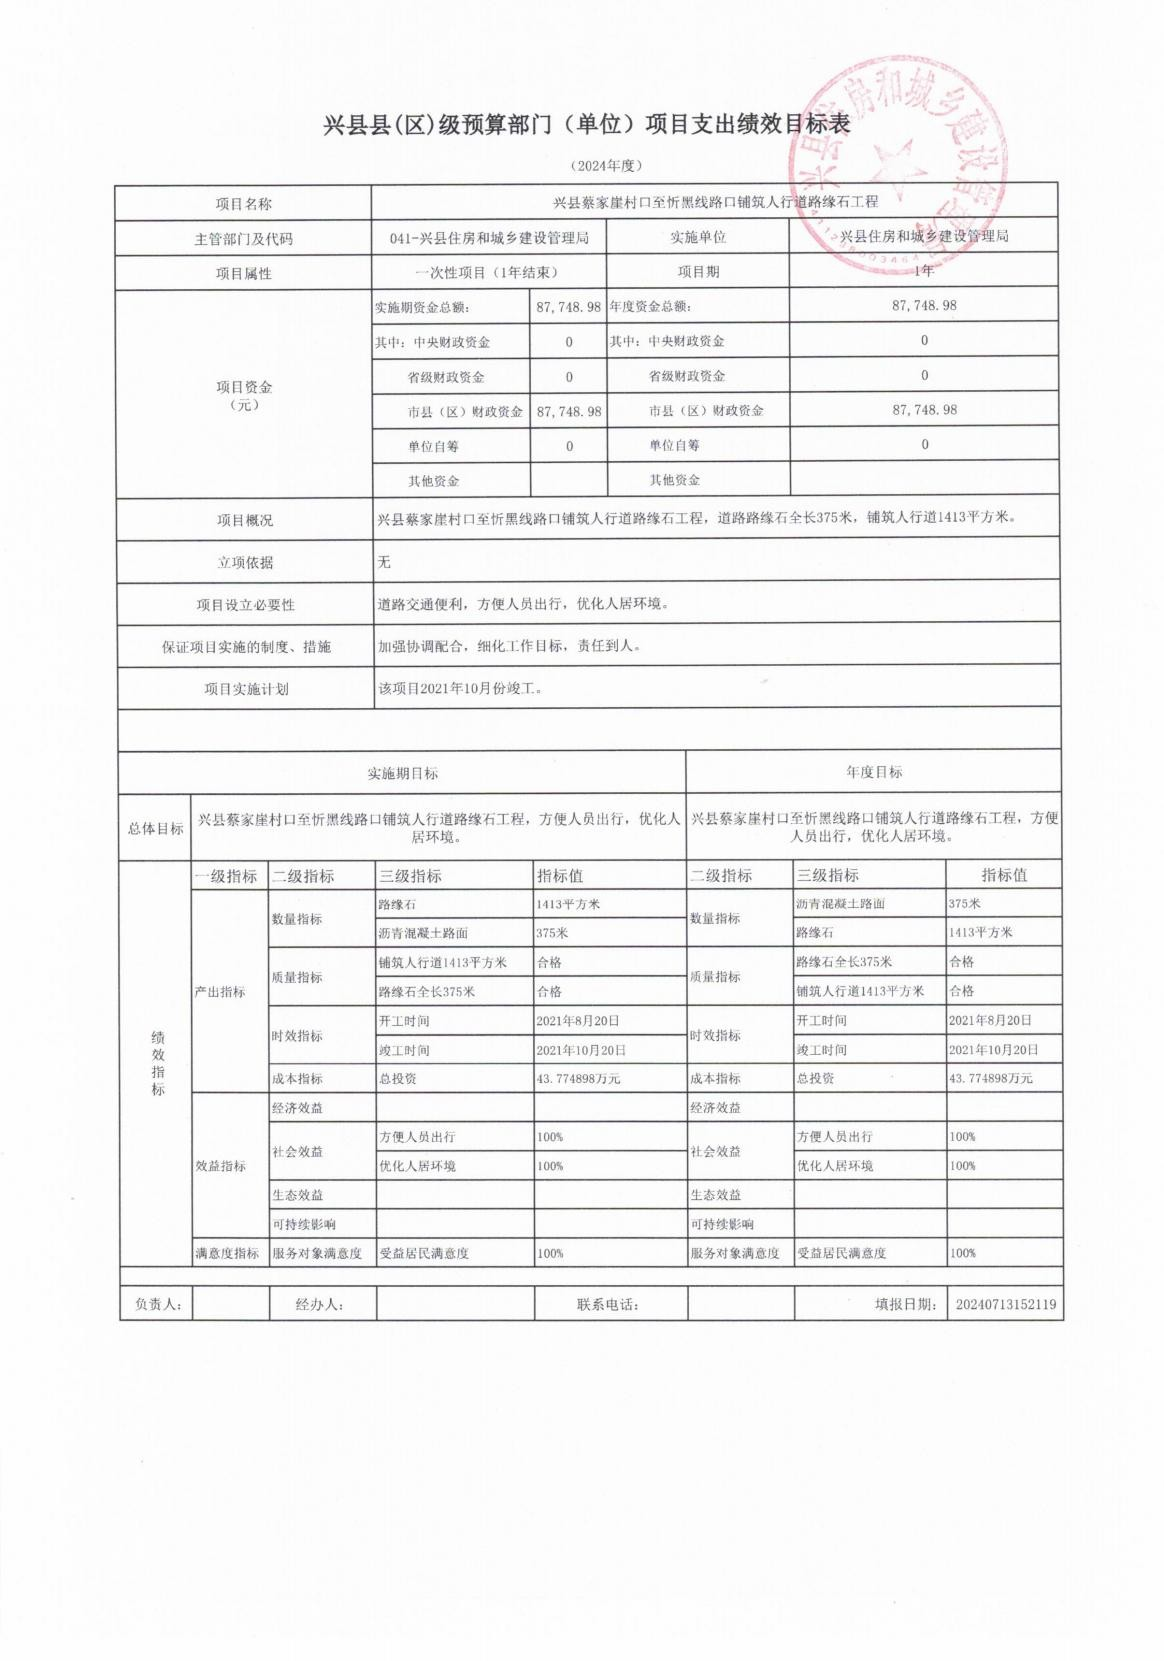 兴县县(区)级预算部门（单位）项目支出绩效目标表
（2024年度）
项目名称 兴县蔡家崖村口至忻黑线路口铺筑人行道路缘石工程
主管部门及代码 041-兴县住房和城乡建设管理局 实施单位 兴县住房和城乡建设管理局
项目属性 一次性项目（1年结束） 项目期 1年
项目资金
（元）
实施期资金总额： 87,748.98 年度资金总额： 87,748.98
其中：中央财政资金 0 其中：中央财政资金 0
省级财政资金 0 省级财政资金 0
市县（区）财政资金 87,748.98 市县（区）财政资金 87,748.98
单位自筹 0 单位自筹 0
其他资金 其他资金
项目概况 兴县蔡家崖村口至忻黑线路口铺筑人行道路缘石工程，道路路缘石全长375米，铺筑人行道1413平方米。
立项依据 无
项目设立必要性 道路交通便利，方便人员出行，优化人居环境。
保证项目实施的制度、措施 加强协调配合，细化工作目标，责任到人。
项目实施计划 该项目2021年10月份竣工。
实施期目标 年度目标
总体目标 兴县蔡家崖村口至忻黑线路口铺筑人行道路缘石工程，方便人员出行，优化人居环境。 兴县蔡家崖村口至忻黑线路口铺筑人行道路缘石工程，方便人员出行，优化人居环境。
绩效指标
一级指标 二级指标 三级指标 指标值 二级指标 三级指标 指标值
产出指标 数量指标 路缘石 1413平方米 数量指标 沥青混凝土路面 375米
沥青混凝土路面 375米 路缘石 1413平方米
质量指标 铺筑人行道1413平方米 合格 质量指标 路缘石全长375米 合格
路缘石全长375米 合格 铺筑人行道1413平方米 合格
时效指标 开工时间 2021年8月20日 时效指标 开工时间 2021年8月20日
竣工时间 2021年10月20日 竣工时间 2021年10月20日
成本指标 总投资 43.774898万元 成本指标 总投资 43.774898万元
效益指标 经济效益 经济效益
社会效益 方便人员出行 100% 社会效益 方便人员出行 100%
优化人居环境 100% 优化人居环境 100%
生态效益 生态效益
可持续影响 可持续影响
满意度指标 服务对象满意度 受益居民满意度 100% 服务对象满意度 受益居民满意度 100%
负责人： 经办人： 联系电话： 填报日期： 20240713152119
兴县住房和城乡建设管理局